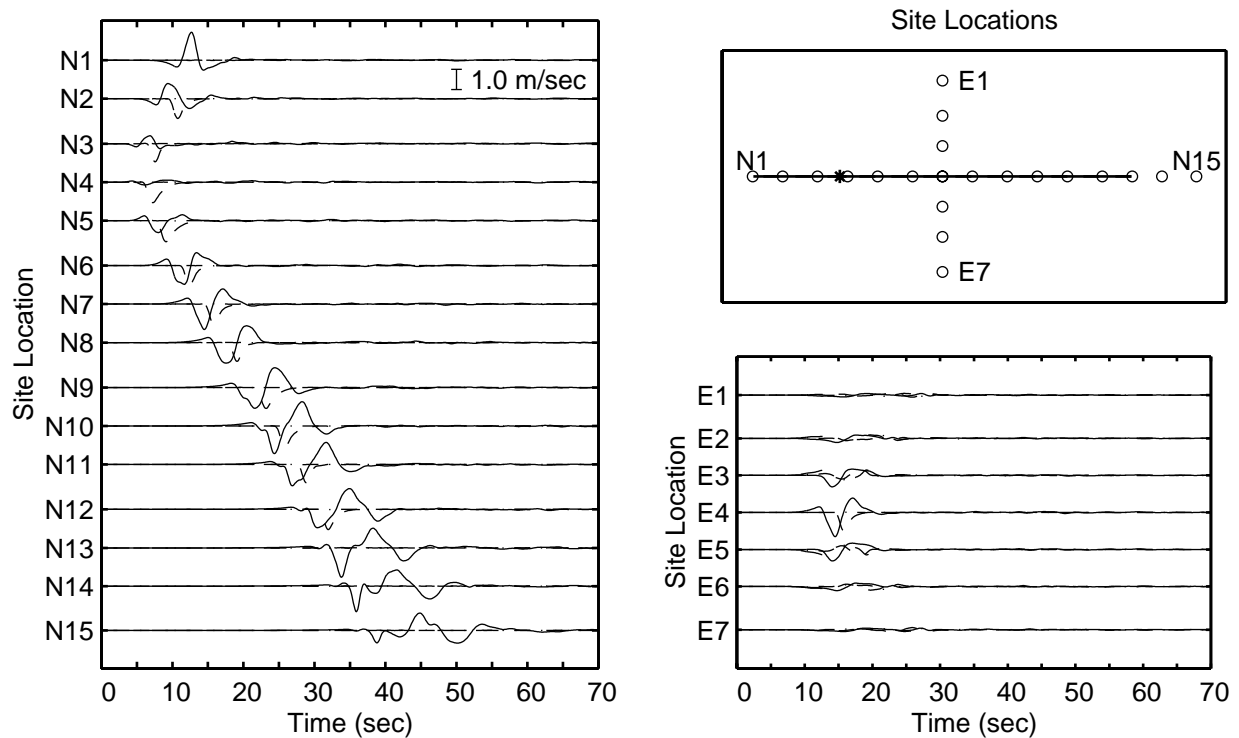 N1
N2
N3
N4
N5
N6
N7
N8
N9
N10
N11
N12
N13
N14
N15
1.0 m/sec
Site Location
0 10 20 30 40 50 60 70
Time (sec)
Site Locations
E1
N1
N15
E7
E1
E2
E3
E4
E5
E6
E7
Site Location
0 10 20 30 40 50 60 70
Time (sec)